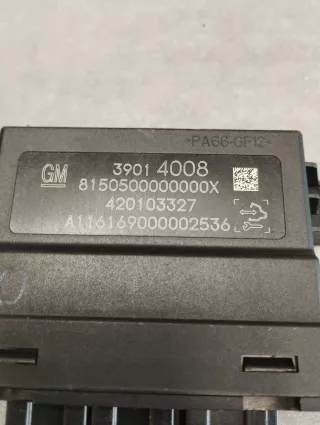 >PA66-GF12<
GM
3901 4008
8150500000000X
420103327
A116169000002536